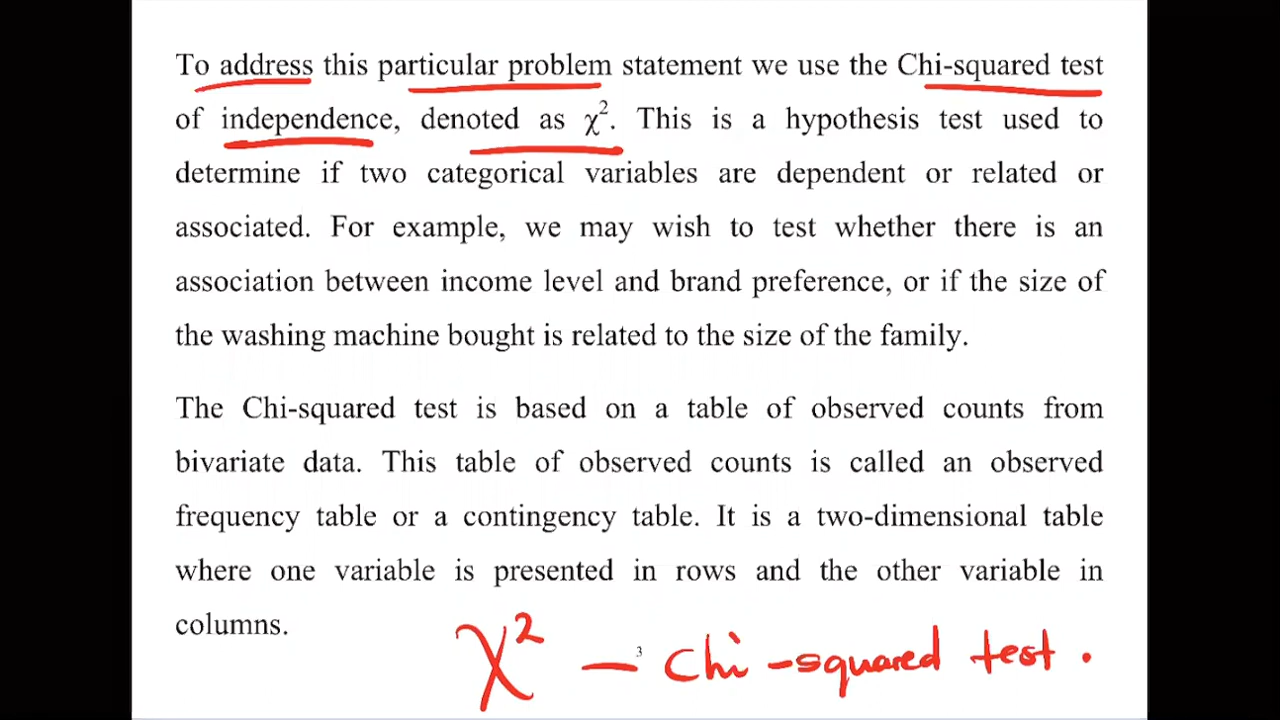 To address this particular problem statement we use the Chi-squared test
of independence, denoted as χ². This is a hypothesis test used to
determine if two categorical variables are dependent or related or
associated. For example, we may wish to test whether there is an
association between income level and brand preference, or if the size of
the washing machine bought is related to the size of the family.
The Chi-squared test is based on a table of observed counts from
bivariate data. This table of observed counts is called an observed
frequency table or a contingency table. It is a two-dimensional table
where one variable is presented in rows and the other variable in
columns.
χ² — Chi-squared test.
3